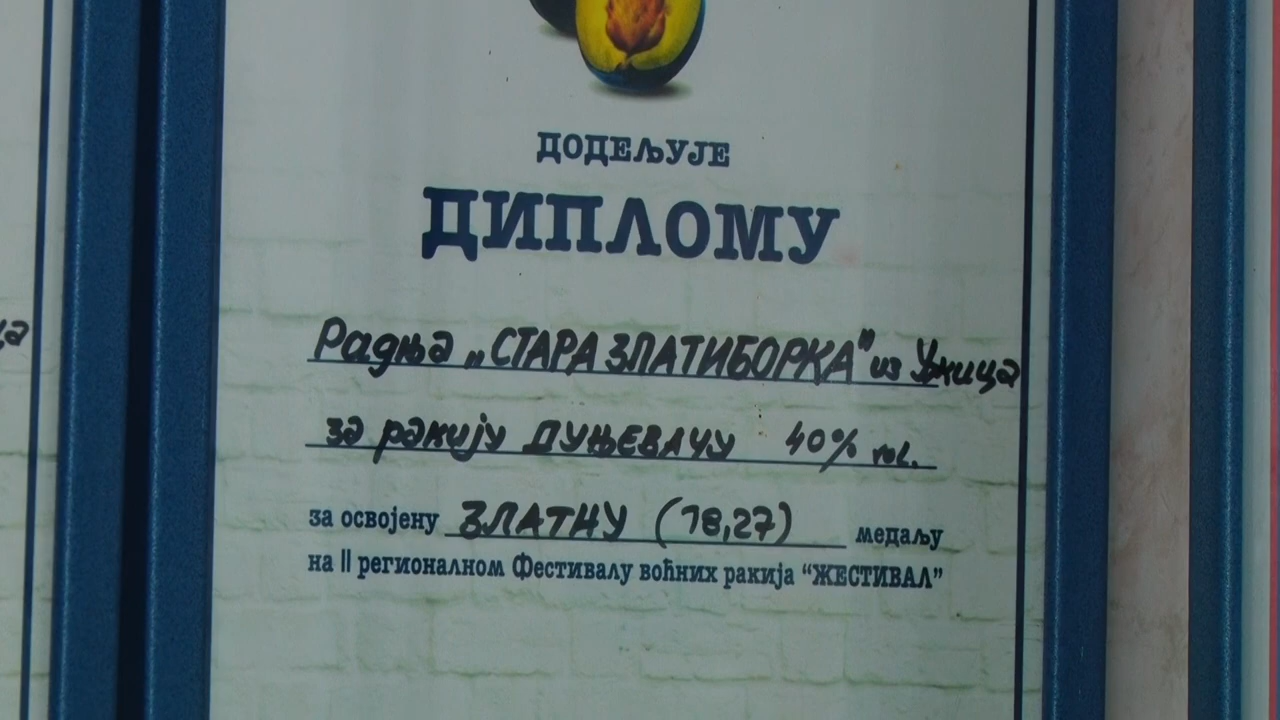 ДОДЕЉУЈЕ
ДИПЛОМУ
Радња „СТАРА ЗЛАТИБОРКА" из Ужица
за ракију ДУЊЕВАЧУ 40% vol.
за освојену ЗЛАТНУ (18,27) медаљу
на II регионалном Фестивалу воћних ракија “ЖЕСТИВАЛ”